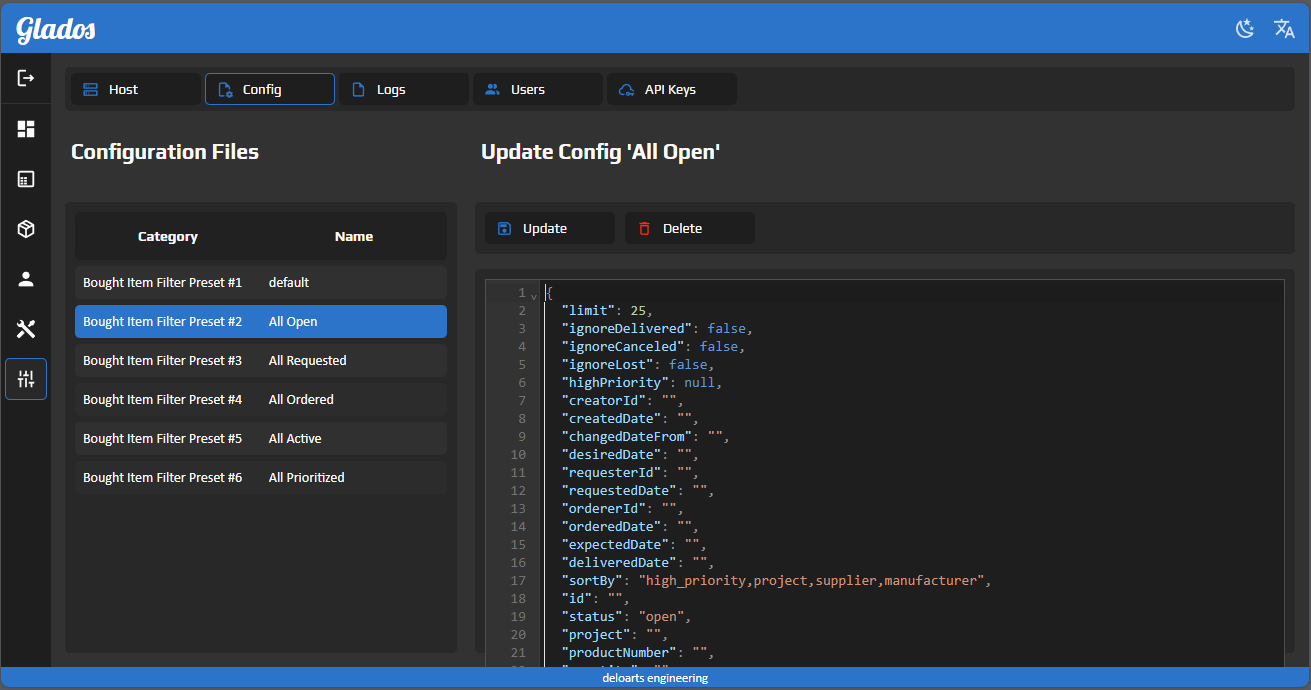 Glados
Host Config Logs Users API Keys
Configuration Files
Category Name
Bought Item Filter Preset #1 default
Bought Item Filter Preset #2 All Open
Bought Item Filter Preset #3 All Requested
Bought Item Filter Preset #4 All Ordered
Bought Item Filter Preset #5 All Active
Bought Item Filter Preset #6 All Prioritized
Update Config 'All Open'
Update Delete
1 {
2 "limit": 25,
3 "ignoreDelivered": false,
4 "ignoreCanceled": false,
5 "ignoreLost": false,
6 "highPriority": null,
7 "creatorId": "",
8 "createdDate": "",
9 "changedDateFrom": "",
10 "desiredDate": "",
11 "requesterId": "",
12 "requestedDate": "",
13 "ordererId": "",
14 "orderedDate": "",
15 "expectedDate": "",
16 "deliveredDate": "",
17 "sortBy": "high_priority,project,supplier,manufacturer",
18 "id": "",
19 "status": "open",
20 "project": "",
21 "productNumber": "",
deloarts engineering